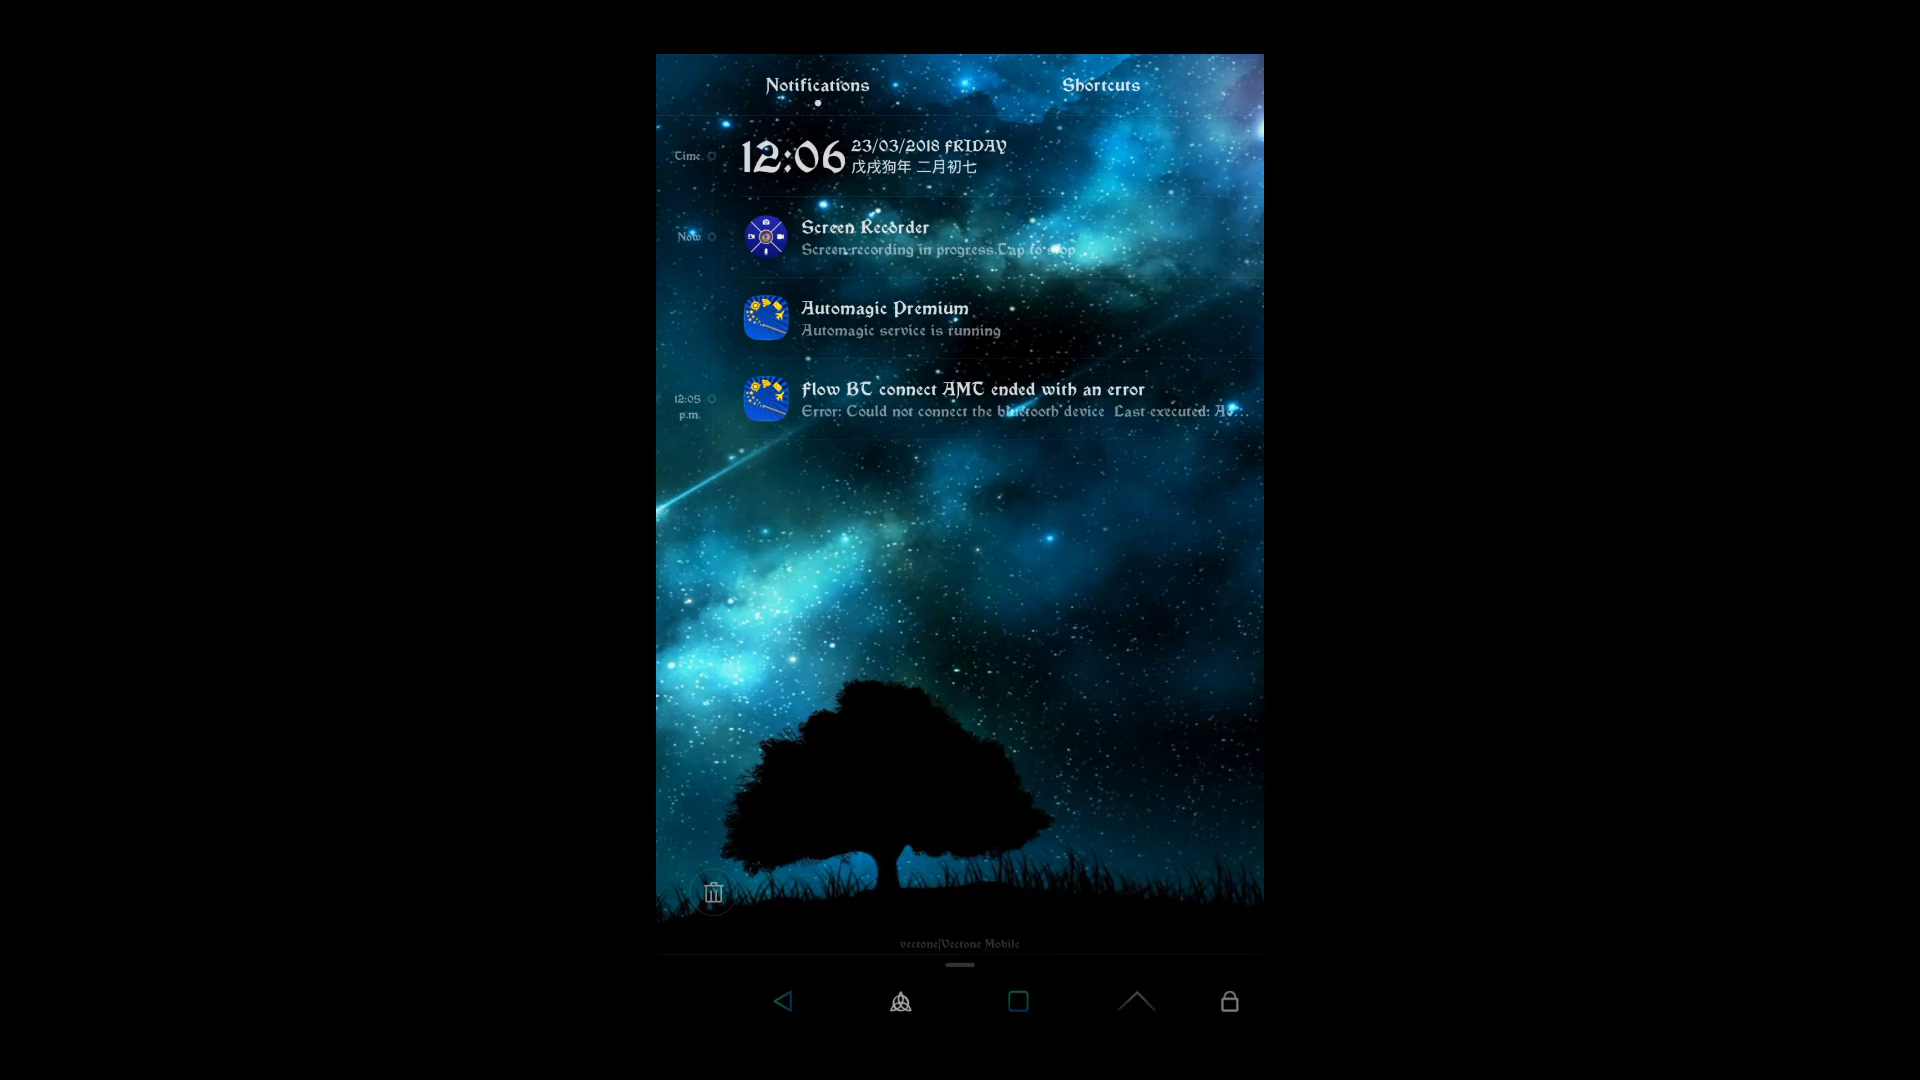 Notifications
Shortcuts
Time
12:06
23/03/2018 FRIDAY
戊戌狗年 二月初七
Now
Screen Recorder
Screen recording in progress.Tap to stop
Automagic Premium
Automagic service is running
12:05
p.m.
Flow BT connect AMT ended with an error
Error: Could not connect the bluetooth device Last executed: Ac...
vectone|Vectone Mobile